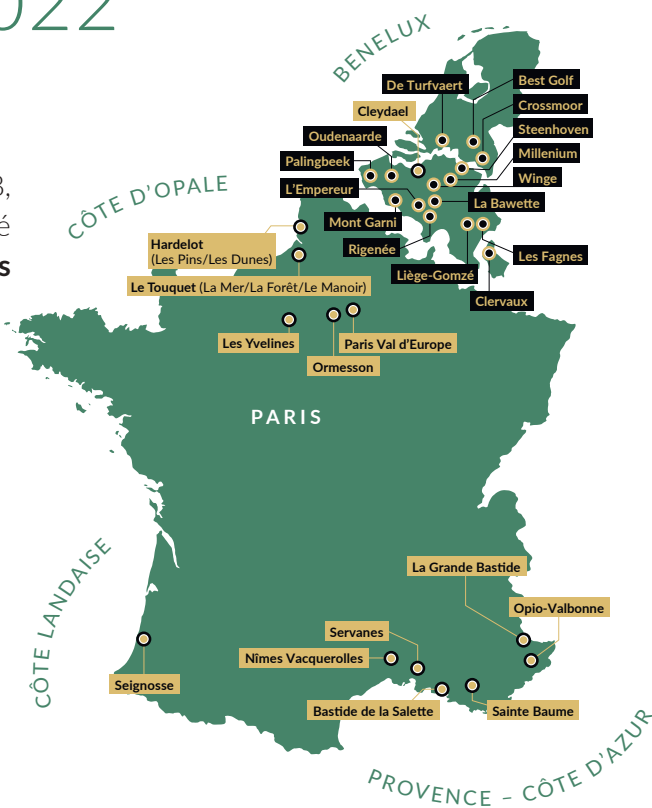 2022
BENELUX
De Turfvaert
Best Golf
Cleydael
Crossmoor
Oudenaarde
Steenhoven
Palingbeek
Millenium
L'Empereur
Winge
La Bawette
CÔTE D'OPALE
3,
é
s
Mont Garni
Rigenée
Liège-Gomzé
Les Fagnes
Clervaux
Hardelot
(Les Pins/Les Dunes)
Le Touquet (La Mer/La Forêt/Le Manoir)
Les Yvelines
Paris Val d'Europe
Ormesson
PARIS
CÔTE LANDAISE
La Grande Bastide
Opio-Valbonne
Servanes
Nîmes Vacquerolles
Seignosse
Bastide de la Salette
Sainte Baume
PROVENCE – CÔTE D'AZUR